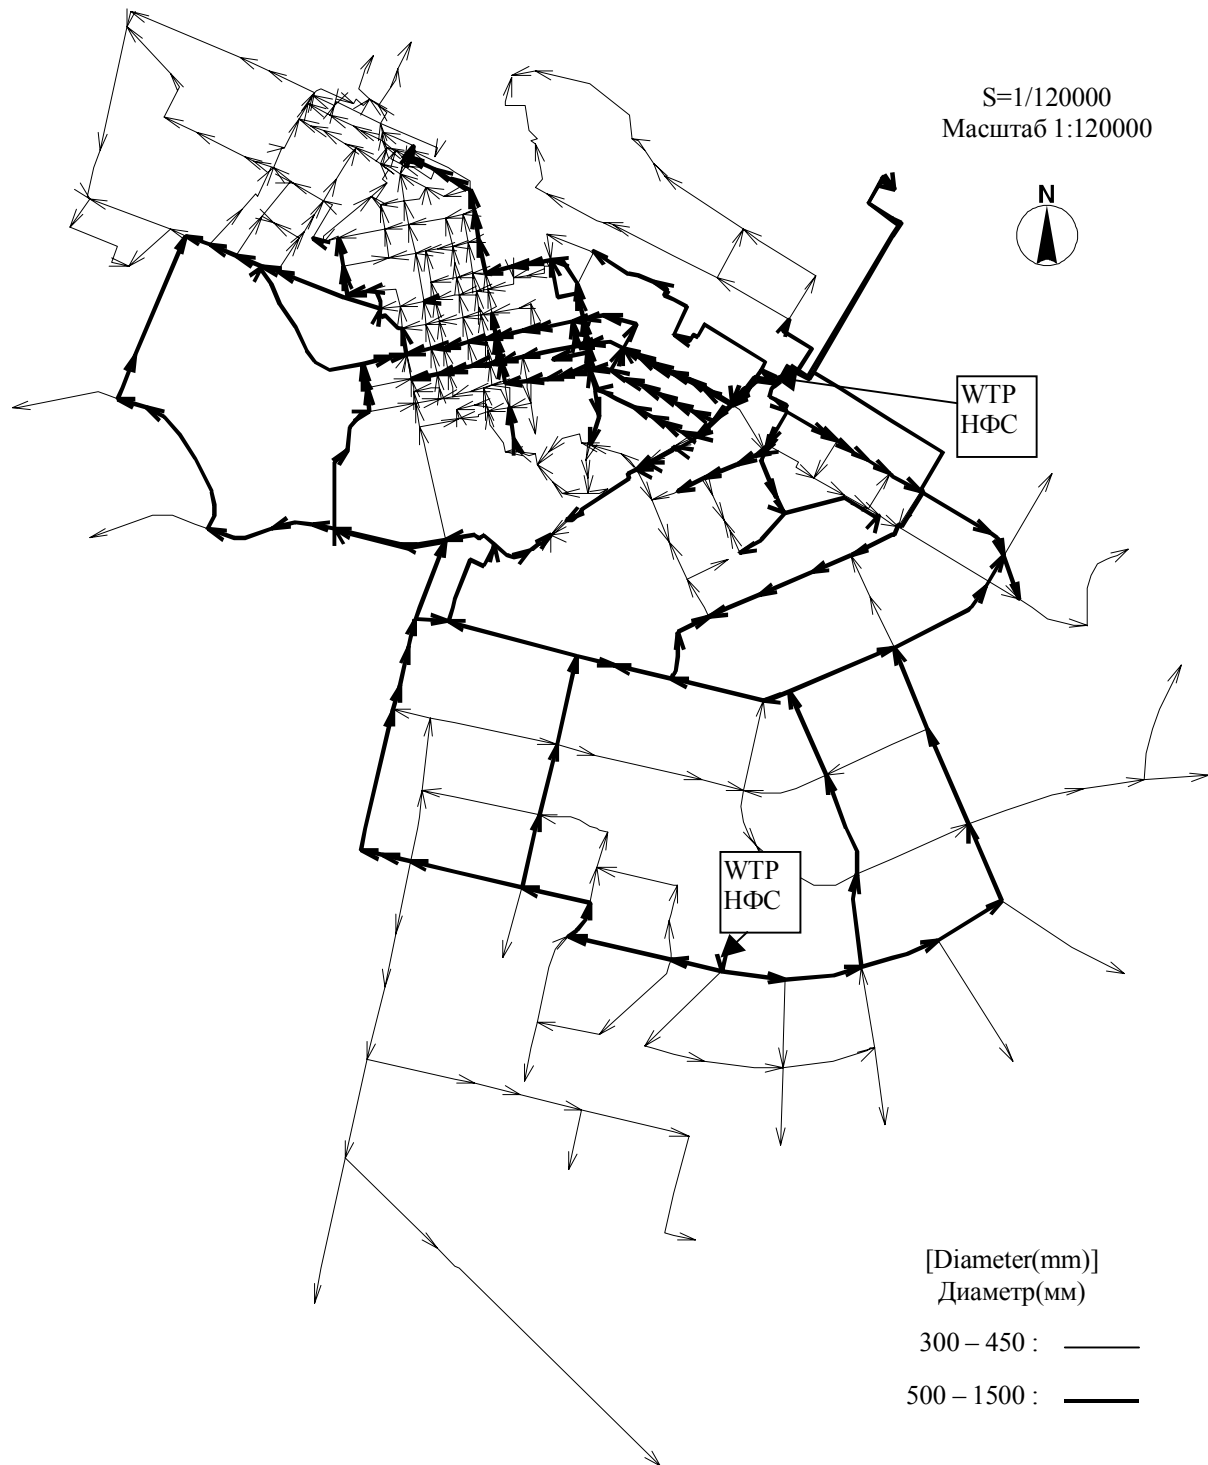 S=1/120000
Масштаб 1:120000
N
WTP
НФС
WTP
НФС
[Diameter(mm)]
Диаметр(мм)
300 – 450 :
500 – 1500 :